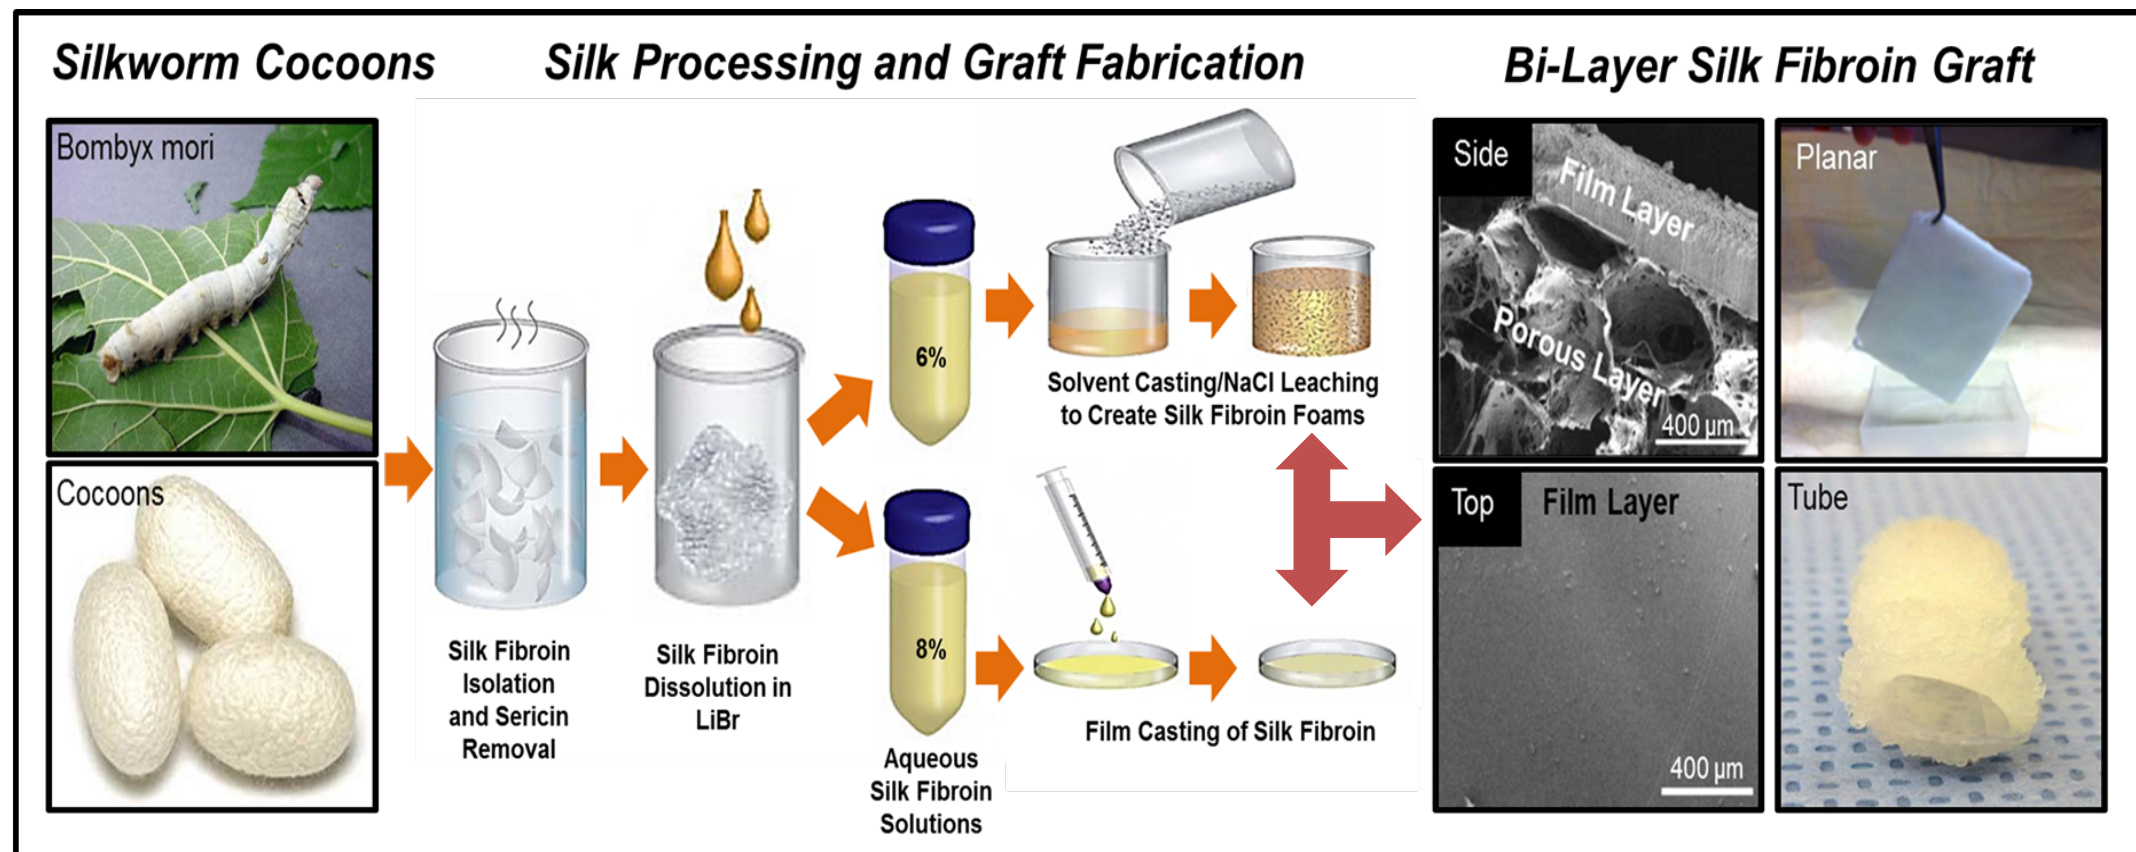 Silkworm Cocoons
Silk Processing and Graft Fabrication
Bi-Layer Silk Fibroin Graft
Bombyx mori
Cocoons
Silk Fibroin
Isolation
and Sericin
Removal
Silk Fibroin
Dissolution in
LiBr
6%
8%
Aqueous
Silk Fibroin
Solutions
Solvent Casting/NaCl Leaching
to Create Silk Fibroin Foams
Film Casting of Silk Fibroin
Side
Film Layer
Porous Layer
400 µm
Planar
Top
Film Layer
400 µm
Tube